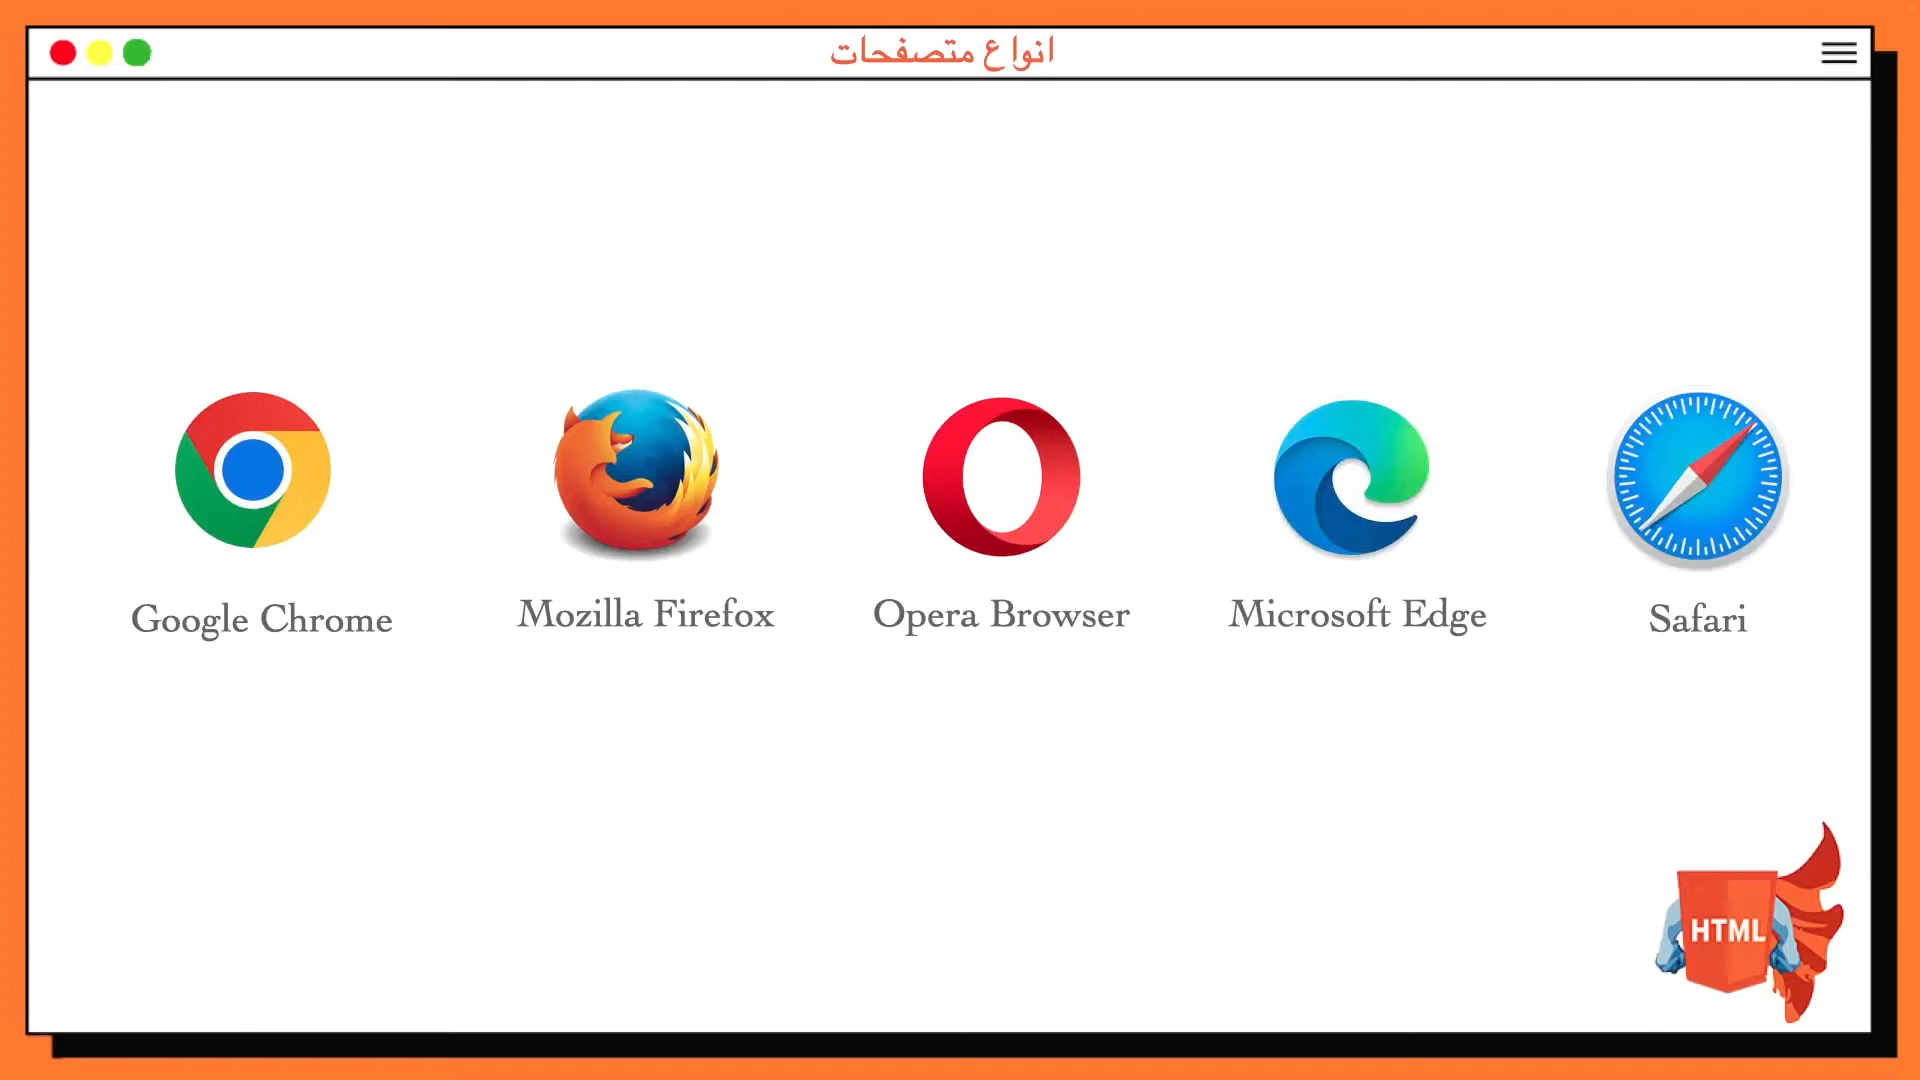 انواع متصفحات
Google Chrome
Mozilla Firefox
Opera Browser
Microsoft Edge
Safari
HTML